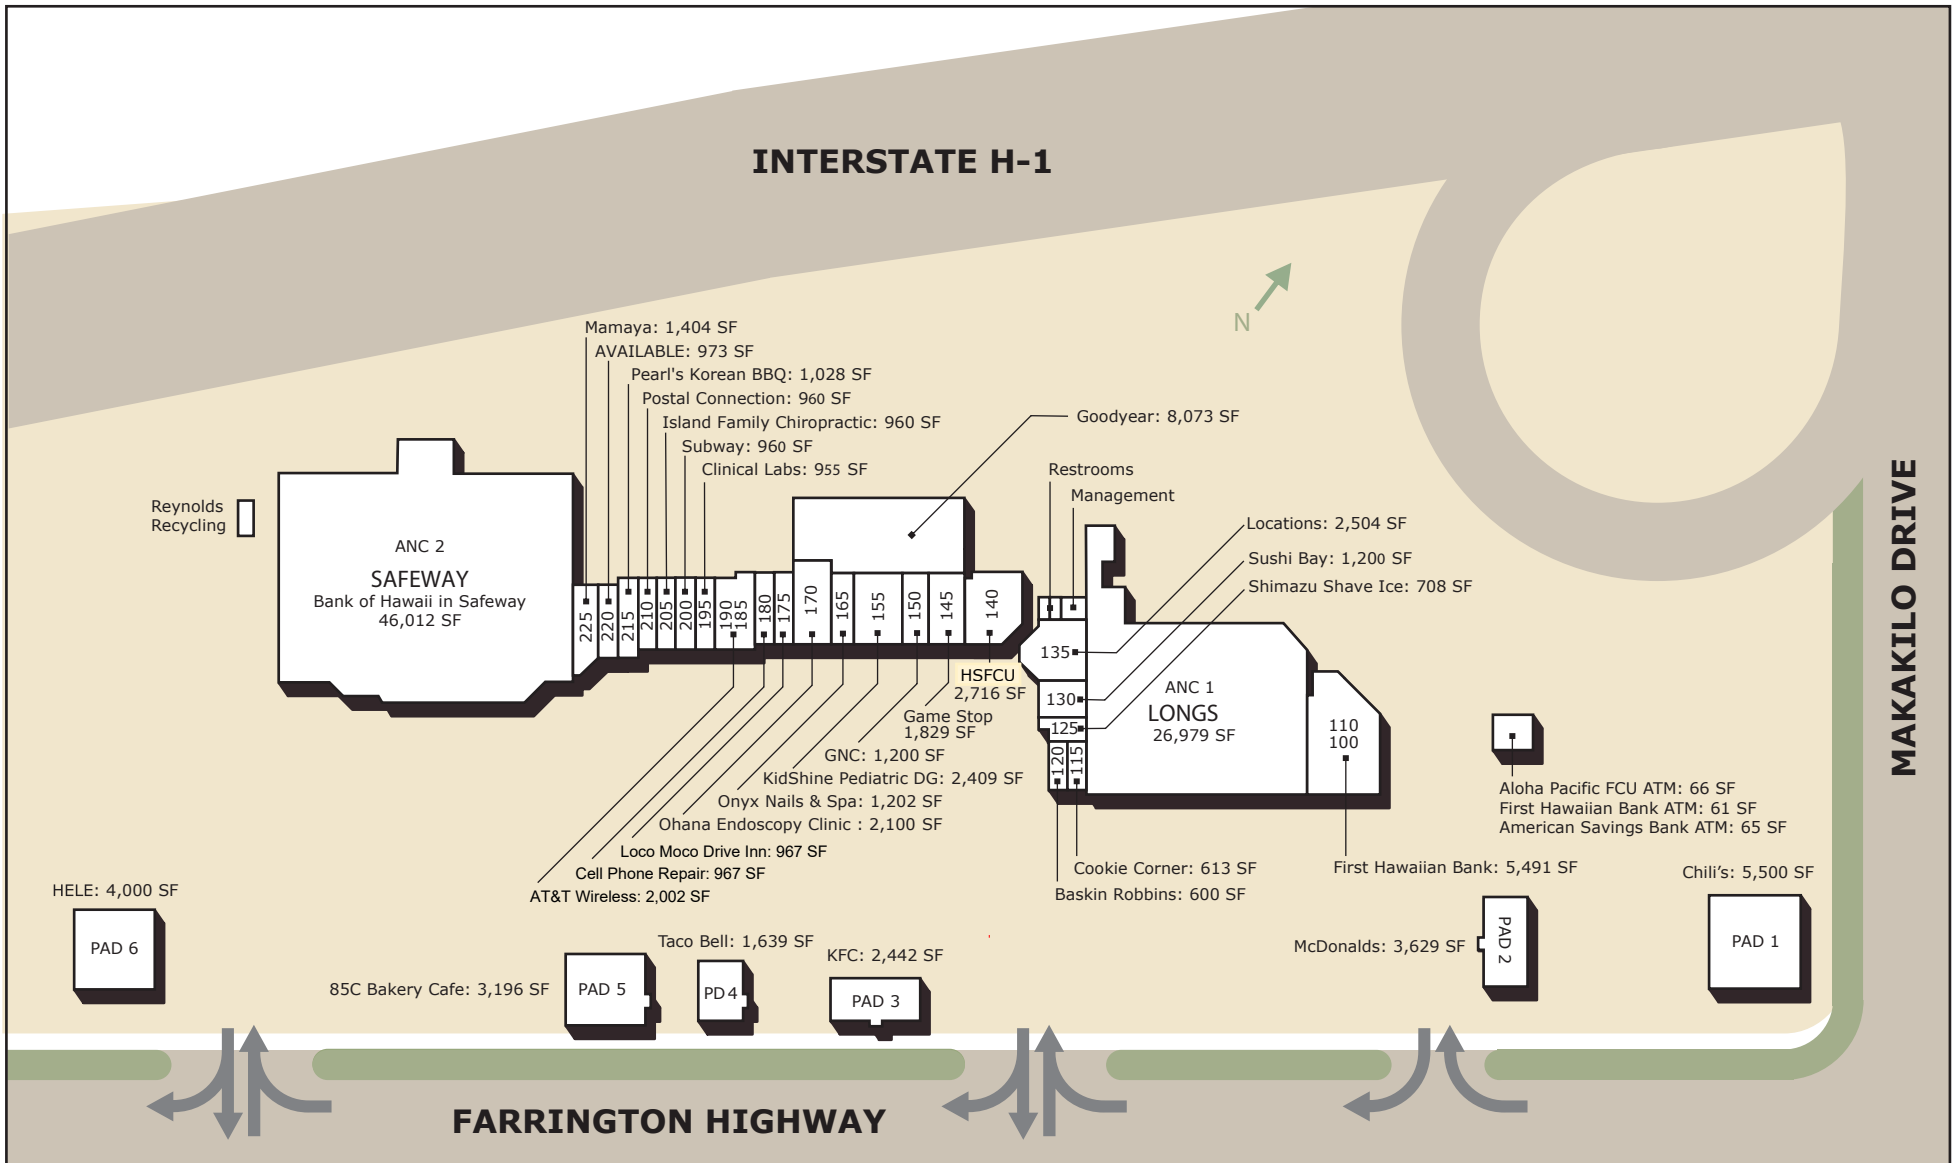 INTERSTATE H-1
N
Mamaya: 1,404 SF
AVAILABLE: 973 SF
Pearl's Korean BBQ: 1,028 SF
Postal Connection: 960 SF
Island Family Chiropractic: 960 SF
Subway: 960 SF
Clinical Labs: 955 SF
Goodyear: 8,073 SF
Restrooms
Management
Locations: 2,504 SF
Sushi Bay: 1,200 SF
Shimazu Shave Ice: 708 SF
Reynolds
Recycling
ANC 2
SAFEWAY
Bank of Hawaii in Safeway
46,012 SF
225
220
215
210
205
200
195
190
185
180
175
170
165
155
150
145
140
135
130
125
120
115
ANC 1
LONGS
26,979 SF
110
100
HSFCU
2,716 SF
Game Stop
1,829 SF
GNC: 1,200 SF
KidShine Pediatric DG: 2,409 SF
Onyx Nails & Spa: 1,202 SF
Ohana Endoscopy Clinic : 2,100 SF
Loco Moco Drive Inn: 967 SF
Cell Phone Repair: 967 SF
AT&T Wireless: 2,002 SF
Cookie Corner: 613 SF
Baskin Robbins: 600 SF
First Hawaiian Bank: 5,491 SF
Aloha Pacific FCU ATM: 66 SF
First Hawaiian Bank ATM: 61 SF
American Savings Bank ATM: 65 SF
MAKAKILO DRIVE
HELE: 4,000 SF
PAD 6
85C Bakery Cafe: 3,196 SF
PAD 5
Taco Bell: 1,639 SF
PD 4
KFC: 2,442 SF
PAD 3
McDonalds: 3,629 SF
PAD 2
Chili's: 5,500 SF
PAD 1
FARRINGTON HIGHWAY